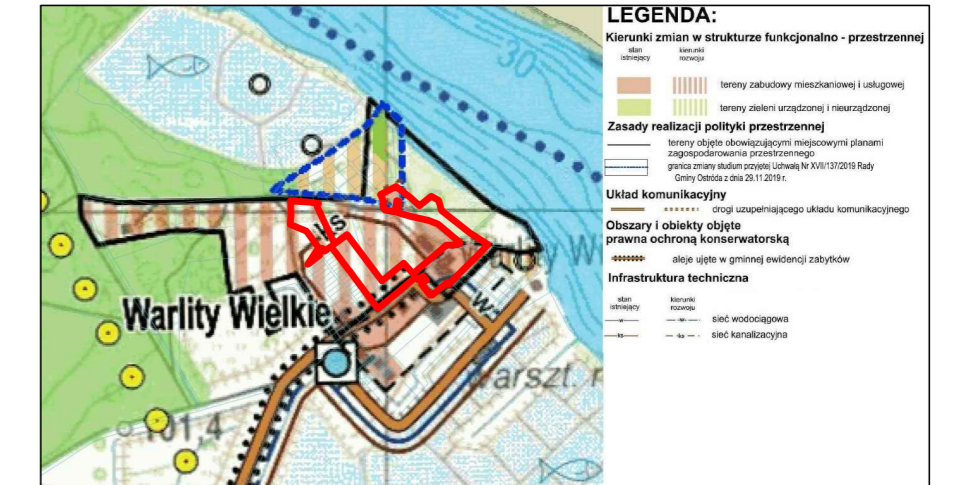 LEGENDA:
Kierunki zmian w strukturze funkcjonalno - przestrzennej
stan istniejący
kierunki rozwoju
tereny zabudowy mieszkaniowej i usługowej
tereny zieleni urządzonej i nieurządzonej
Zasady realizacji polityki przestrzennej
tereny objęte obowiązującymi miejscowymi planami
zagospodarowania przestrzennego
granica zmiany studium przyjętej Uchwałą Nr XVII/137/2019 Rady
Gminy Ostróda z dnia 29.11.2019 r.
Układ komunikacyjny
drogi uzupełniającego układu komunikacyjnego
Obszary i obiekty objęte
prawna ochroną konserwatorską
aleje ujęte w gminnej ewidencji zabytków
Infrastruktura techniczna
stan istniejący
kierunki rozwoju
w
w
sieć wodociągowa
ks
ks
sieć kanalizacyjna
30
Warlity Wielkie
101,4